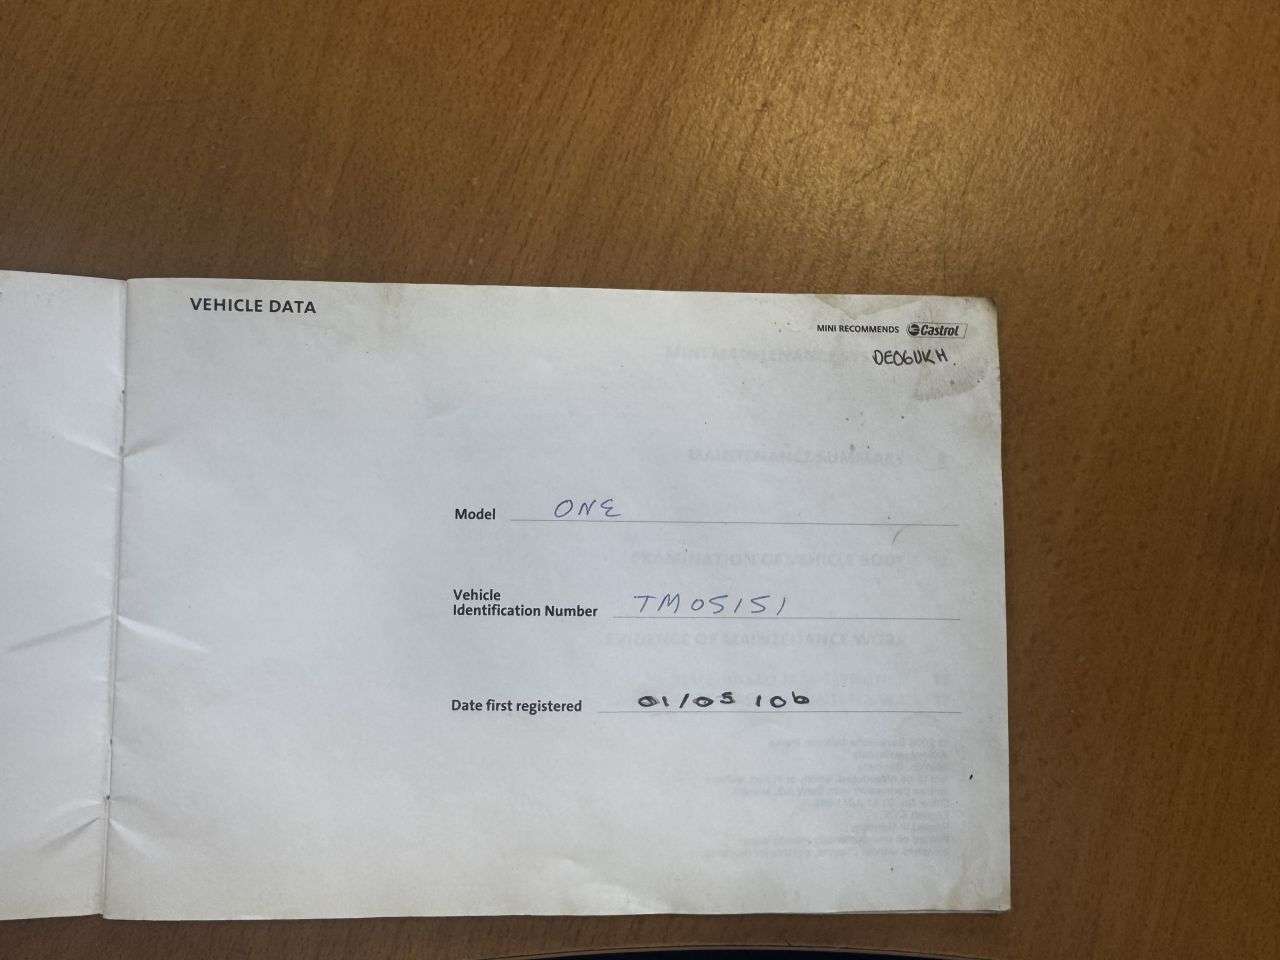 VEHICLE DATA
MINI RECOMMENDS Castrol
DE06UKH
Model ONE
Vehicle
Identification Number TM05151
Date first registered 01/05/06